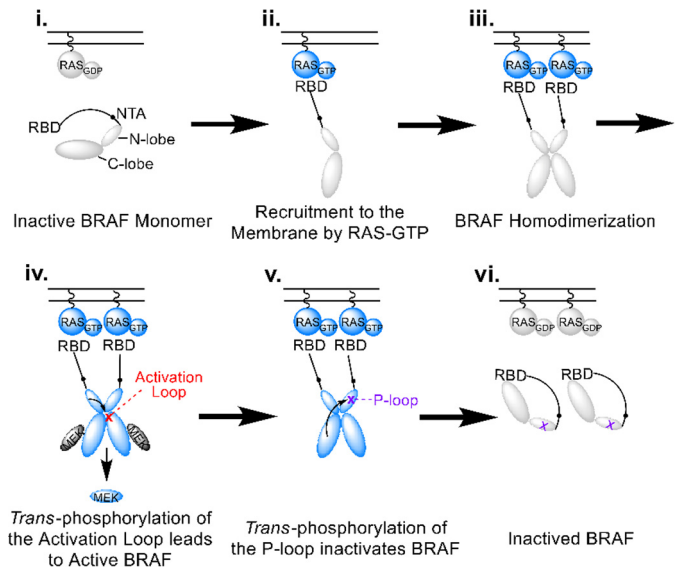 i.
RAS GDP
RBD
NTA
N-lobe
C-lobe
Inactive BRAF Monomer
ii.
RAS GTP
RBD
Recruitment to the
Membrane by RAS-GTP
iii.
RAS GTP RAS GTP
RBD RBD
BRAF Homodimerization
iv.
RAS GTP RAS GTP
RBD RBD
Activation
Loop
MEK MEK
MEK
Trans-phosphorylation of
the Activation Loop leads
to Active BRAF
v.
RAS GTP RAS GTP
RBD RBD
x P-loop
Trans-phosphorylation of
the P-loop inactivates BRAF
vi.
RAS GDP RAS GDP
RBD RBD
x x
Inactived BRAF